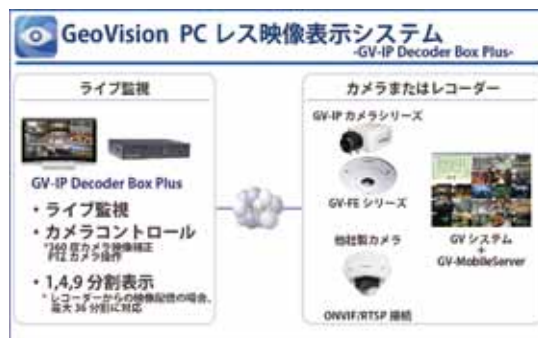 GeoVision PC レス映像表示システム
-GV-IP Decoder Box Plus-
ライブ監視
GV-IP Decoder Box Plus
・ライブ監視
・カメラコントロール
*360 度カメラ映像補正
PTZ カメラ操作
・1,4,9 分割表示
* レコーダーからの映像配信の場合、
最大 36 分割に対応
カメラまたはレコーダー
GV-IP カメラシリーズ
GV-FE シリーズ
他社製カメラ
ONVIF/RTSP 接続
GV システム
+
GV-MobileServer